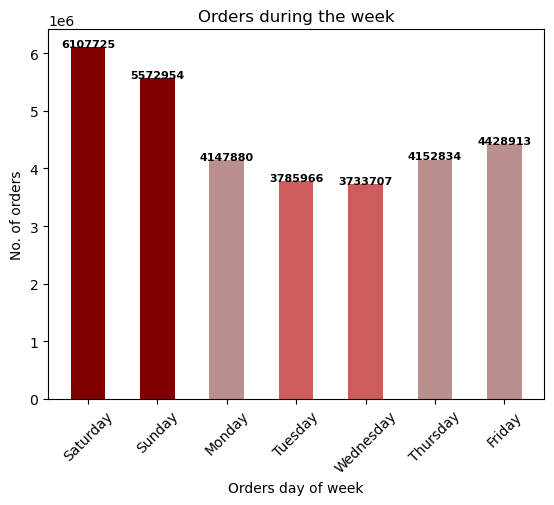 Orders during the week
1e6
No. of orders
6
5
4
3
2
1
0
6107725
5572954
4147880
3785966
3733707
4152834
4428913
Saturday
Sunday
Monday
Tuesday
Wednesday
Thursday
Friday
Orders day of week